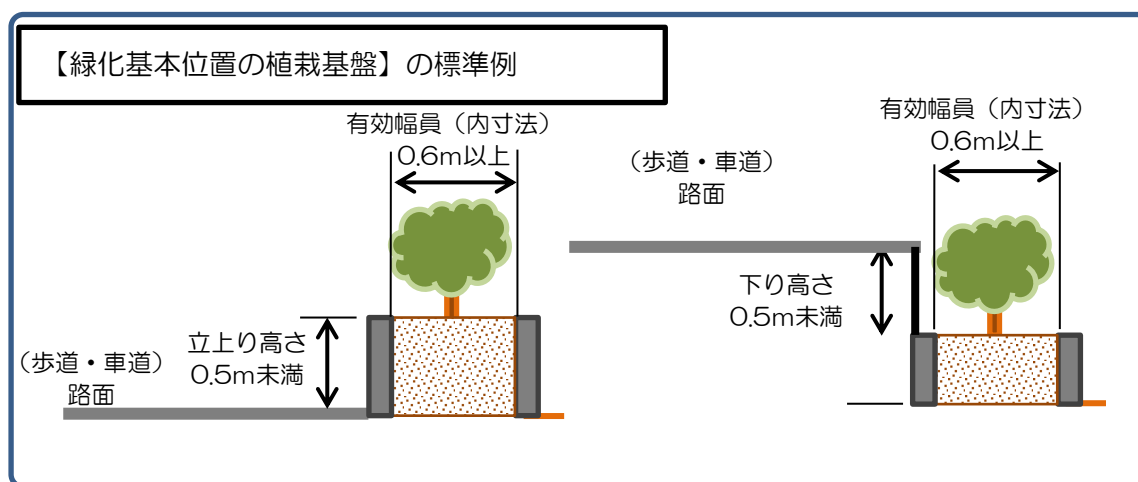 【緑化基本位置の植栽基盤】の標準例
有効幅員（内寸法）
0.6m以上
立上り高さ
0.5m未満
（歩道・車道）
路面
有効幅員（内寸法）
0.6m以上
（歩道・車道）
路面
下り高さ
0.5m未満